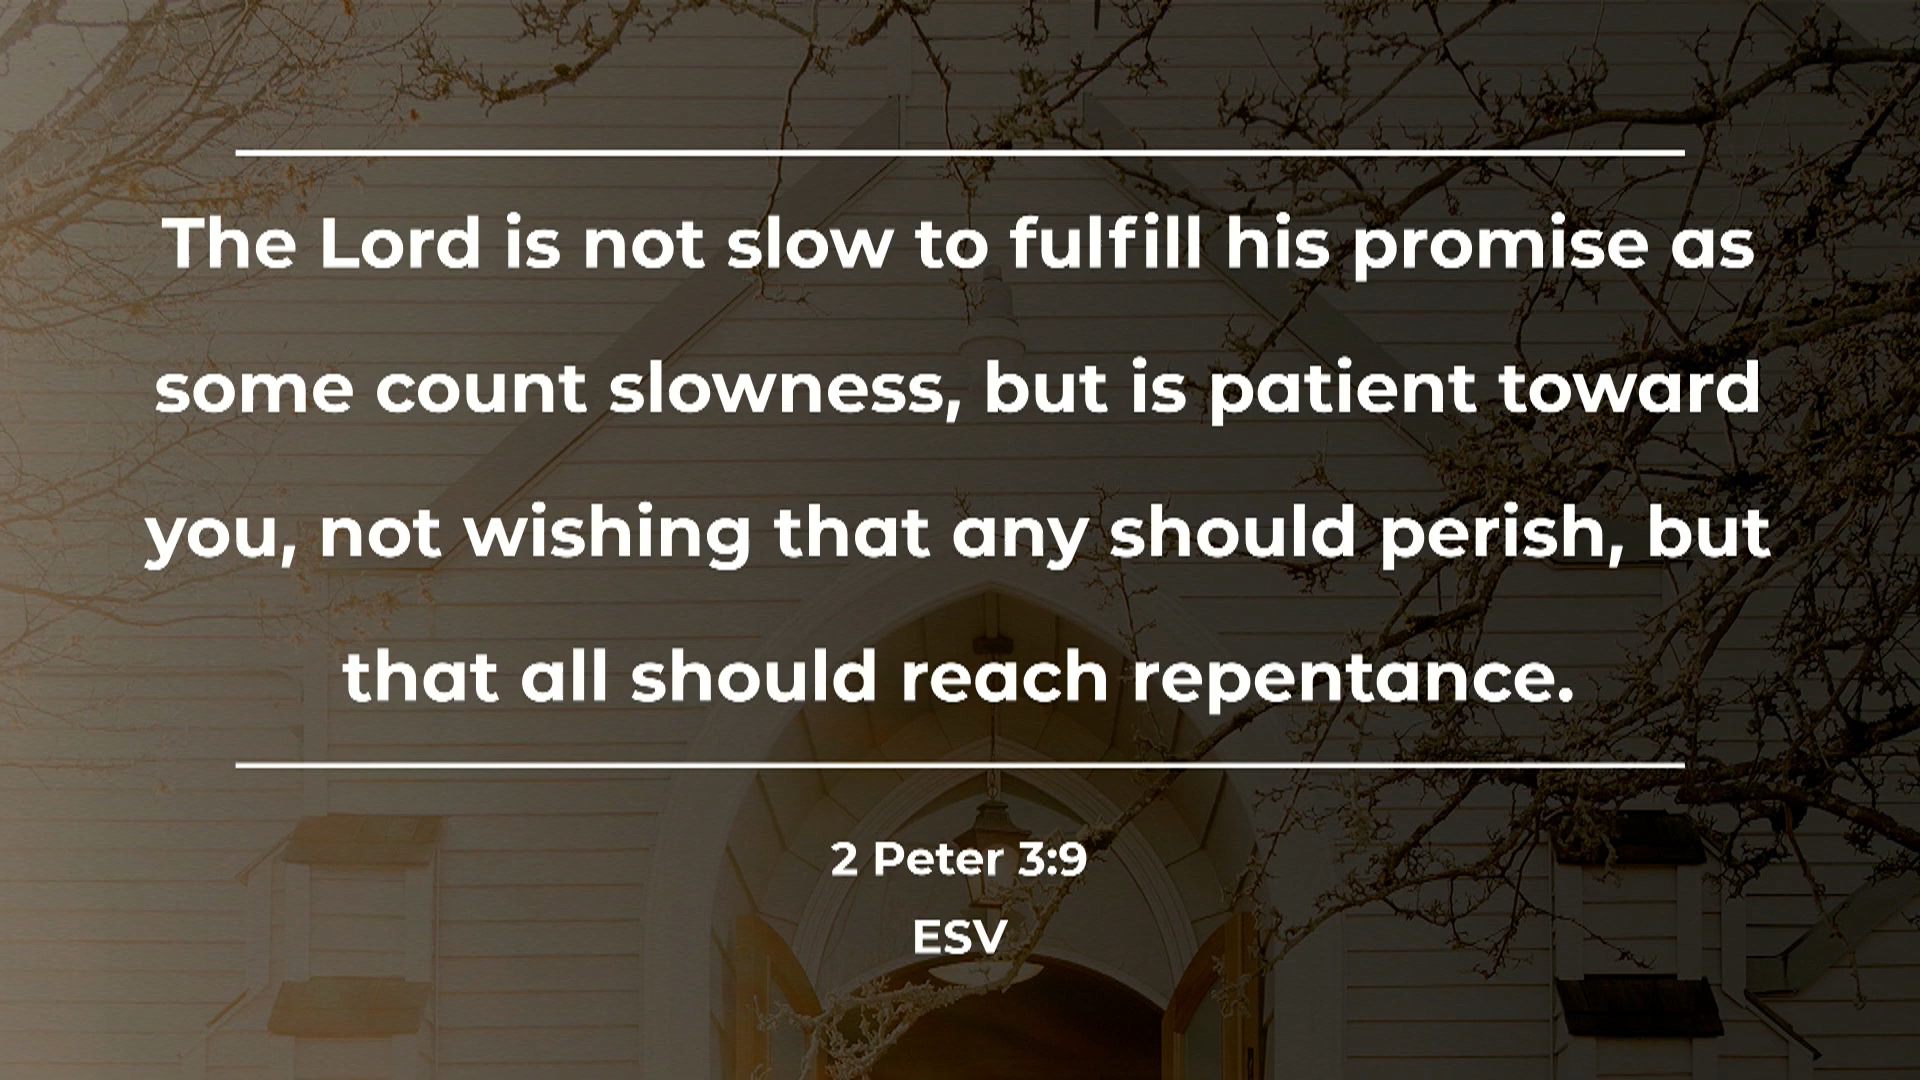 The Lord is not slow to fulfill his promise as
some count slowness, but is patient toward
you, not wishing that any should perish, but
that all should reach repentance.
2 Peter 3:9
ESV